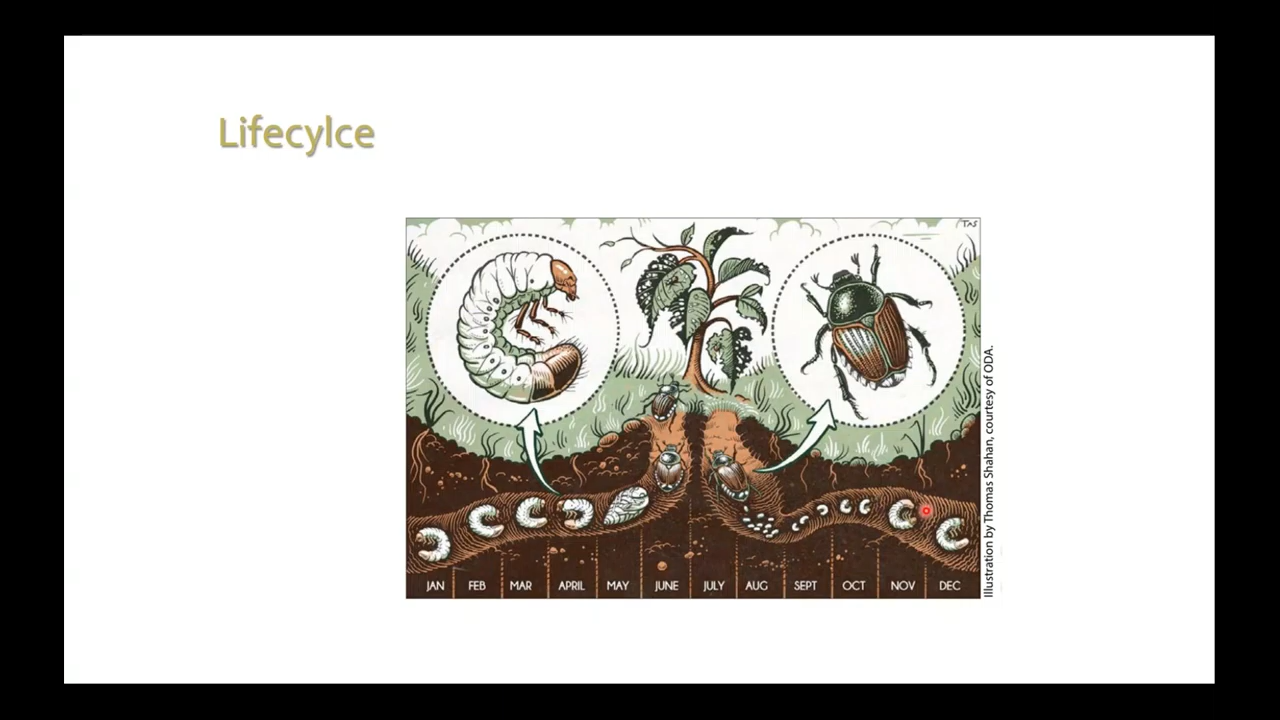 Lifecylce
TAS
JAN FEB MAR APRIL MAY JUNE JULY AUG SEPT OCT NOV DEC
Illustration by Thomas Shahan, courtesy of ODA.